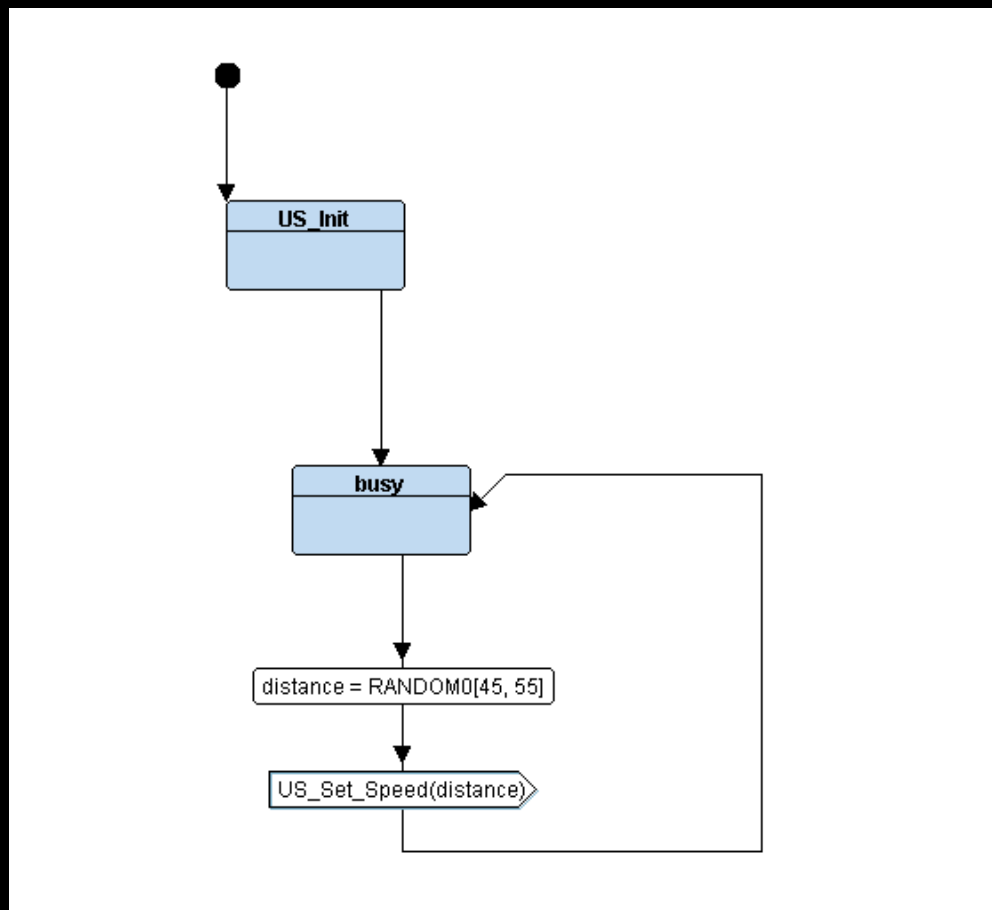 US_Init
busy
distance = RANDOM0[45, 55]
US_Set_Speed(distance)